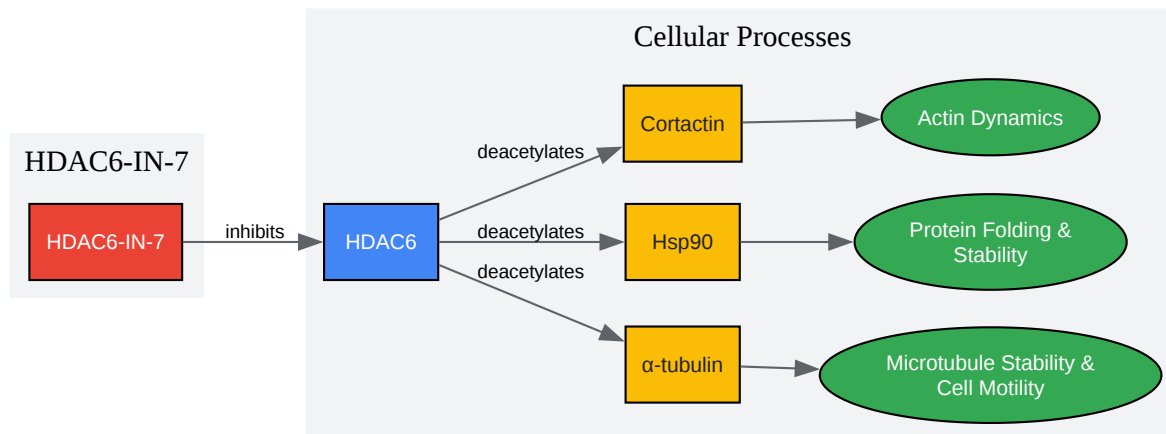 Cellular Processes
HDAC6-IN-7
HDAC6-IN-7
inhibits
HDAC6
deacetylates
deacetylates
deacetylates
Cortactin
Hsp90
α-tubulin
Actin Dynamics
Protein Folding &
Stability
Microtubule Stability &
Cell Motility